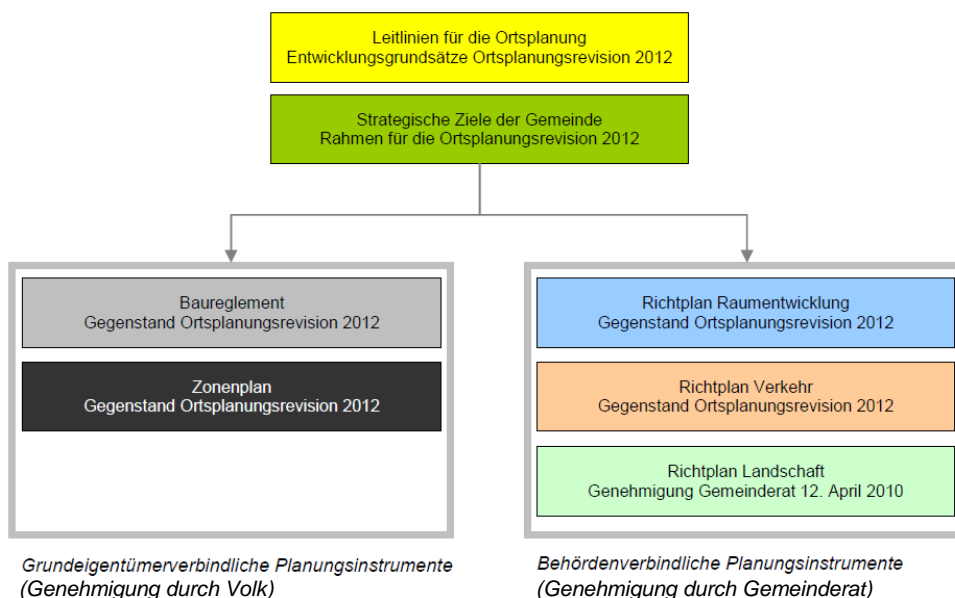 Leitlinien für die Ortsplanung
Entwicklungsgrundsätze Ortsplanungsrevision 2012
Strategische Ziele der Gemeinde
Rahmen für die Ortsplanungsrevision 2012
Baureglement
Gegenstand Ortsplanungsrevision 2012
Zonenplan
Gegenstand Ortsplanungsrevision 2012
Grundeigentümerverbindliche Planungsinstrumente
(Genehmigung durch Volk)
Richtplan Raumentwicklung
Gegenstand Ortsplanungsrevision 2012
Richtplan Verkehr
Gegenstand Ortsplanungsrevision 2012
Richtplan Landschaft
Genehmigung Gemeinderat 12. April 2010
Behördenverbindliche Planungsinstrumente
(Genehmigung durch Gemeinderat)